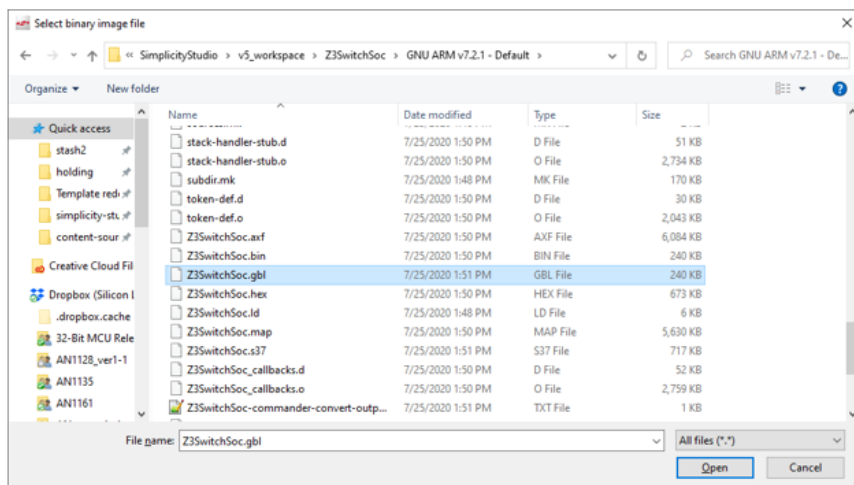 Select binary image file
« SimplicityStudio › v5_workspace › Z3SwitchSoc › GNU ARM v7.2.1 - Default ›
Search GNU ARM v7.2.1 - De...
Organize
New folder
Name Date modified Type Size
Quick access
stash2
holding
Template red
simplicity-stu
content-sour
Creative Cloud Fil
Dropbox (Silicon L
.dropbox.cache
32-Bit MCU Rele
AN1128_ver1-1
AN1135
AN1161
stack-handler-stub.d 7/25/2020 1:50 PM D File 51 KB
stack-handler-stub.o 7/25/2020 1:50 PM O File 2,734 KB
subdir.mk 7/25/2020 1:48 PM MK File 170 KB
token-def.d 7/25/2020 1:50 PM D File 30 KB
token-def.o 7/25/2020 1:50 PM O File 2,043 KB
Z3SwitchSoc.axf 7/25/2020 1:50 PM AXF File 6,084 KB
Z3SwitchSoc.bin 7/25/2020 1:50 PM BIN File 240 KB
Z3SwitchSoc.gbl 7/25/2020 1:51 PM GBL File 240 KB
Z3SwitchSoc.hex 7/25/2020 1:50 PM HEX File 673 KB
Z3SwitchSoc.ld 7/25/2020 1:48 PM LD File 6 KB
Z3SwitchSoc.map 7/25/2020 1:50 PM MAP File 5,630 KB
Z3SwitchSoc.s37 7/25/2020 1:51 PM S37 File 717 KB
Z3SwitchSoc_callbacks.d 7/25/2020 1:50 PM D File 52 KB
Z3SwitchSoc_callbacks.o 7/25/2020 1:50 PM O File 2,759 KB
Z3SwitchSoc-commander-convert-outp... 7/25/2020 1:51 PM TXT File 1 KB
File name: Z3SwitchSoc.gbl
All files (*.*)
Open
Cancel